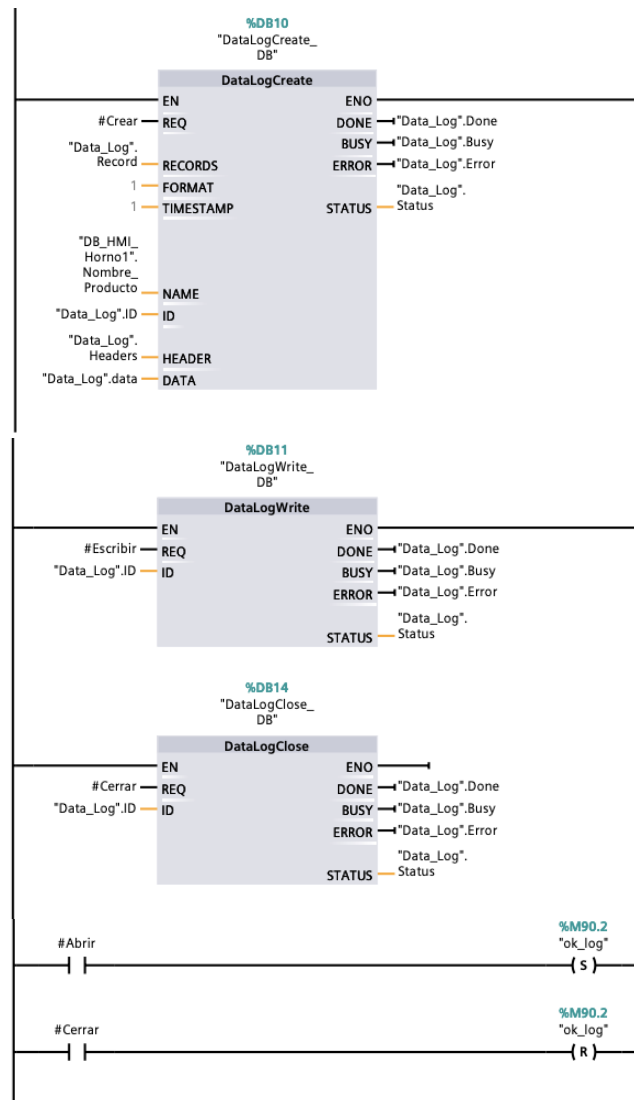 %DB10
"DataLogCreate_
DB"
DataLogCreate
EN ENO
#Crear REQ DONE "Data_Log".Done
BUSY "Data_Log".Busy
"Data_Log".
Record RECORDS ERROR "Data_Log".Error
1 FORMAT
"Data_Log".
1 TIMESTAMP STATUS Status
"DB_HMI_
Horno1".
Nombre_
Producto NAME
"Data_Log".ID ID
"Data_Log".
Headers HEADER
"Data_Log".data DATA
%DB11
"DataLogWrite_
DB"
DataLogWrite
EN ENO
#Escribir REQ DONE "Data_Log".Done
"Data_Log".ID ID BUSY "Data_Log".Busy
ERROR "Data_Log".Error
"Data_Log".
STATUS Status
%DB14
"DataLogClose_
DB"
DataLogClose
EN ENO
#Cerrar REQ DONE "Data_Log".Done
"Data_Log".ID ID BUSY "Data_Log".Busy
ERROR "Data_Log".Error
"Data_Log".
STATUS Status
%M90.2
#Abrir "ok_log"
S
%M90.2
#Cerrar "ok_log"
R